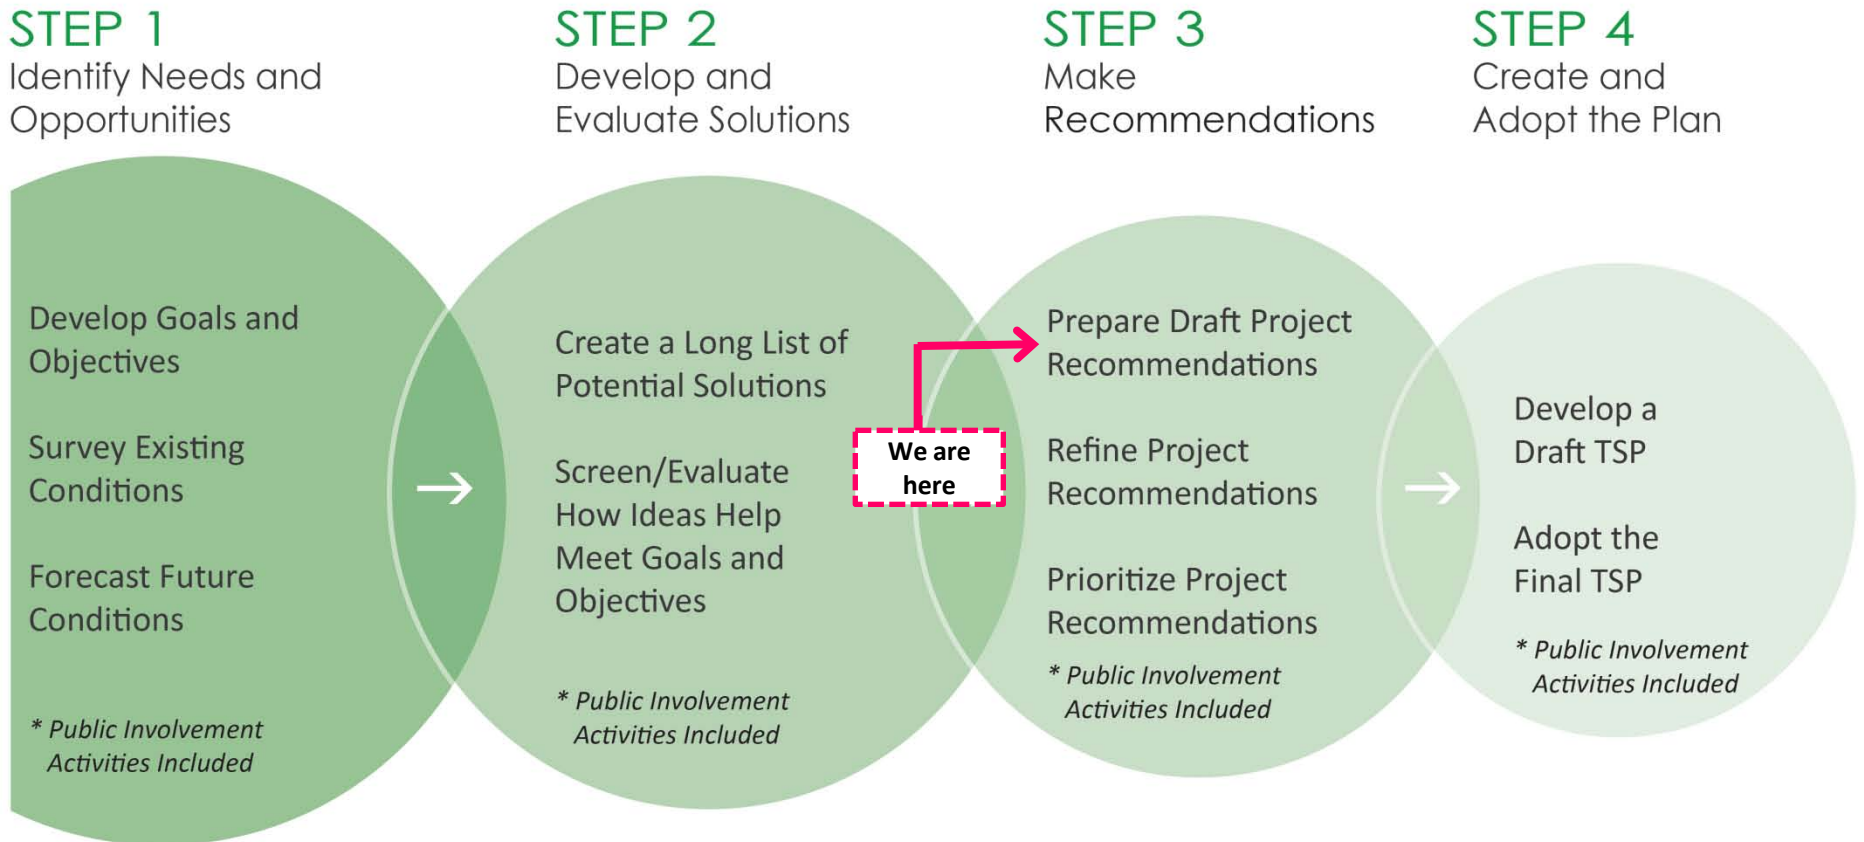 STEP 1
Identify Needs and
Opportunities
Develop Goals and
Objectives
Survey Existing
Conditions
Forecast Future
Conditions
* Public Involvement
Activities Included
STEP 2
Develop and
Evaluate Solutions
Create a Long List of
Potential Solutions
Screen/Evaluate
How Ideas Help
Meet Goals and
Objectives
* Public Involvement
Activities Included
We are
here
STEP 3
Make
Recommendations
Prepare Draft Project
Recommendations
Refine Project
Recommendations
Prioritize Project
Recommendations
* Public Involvement
Activities Included
STEP 4
Create and
Adopt the Plan
Develop a
Draft TSP
Adopt the
Final TSP
* Public Involvement
Activities Included